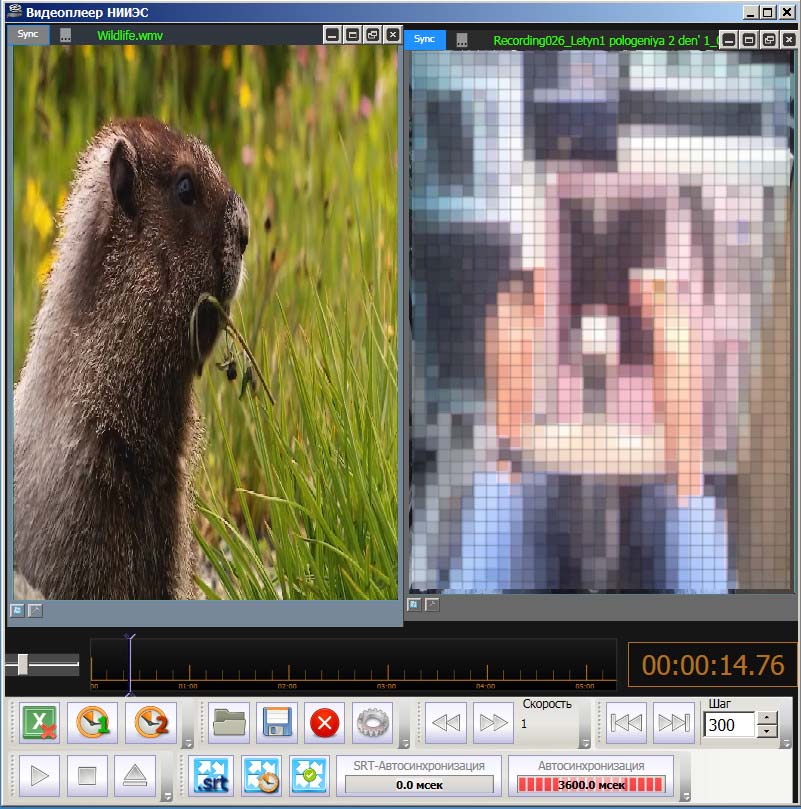 Видеоплеер НИИЭС
Sync
Wildlife.wmv
Sync
Recording026_Letyn1 pologeniya 2 den' 1_
00:00:14.76
01:00
02:00
03:00
04:00
05:00
X
1
2
Скорость
1
Шаг
300
.srt
SRT-Автосинхронизация
0.0 мсек
Автосинхронизация
3600.0 мсек